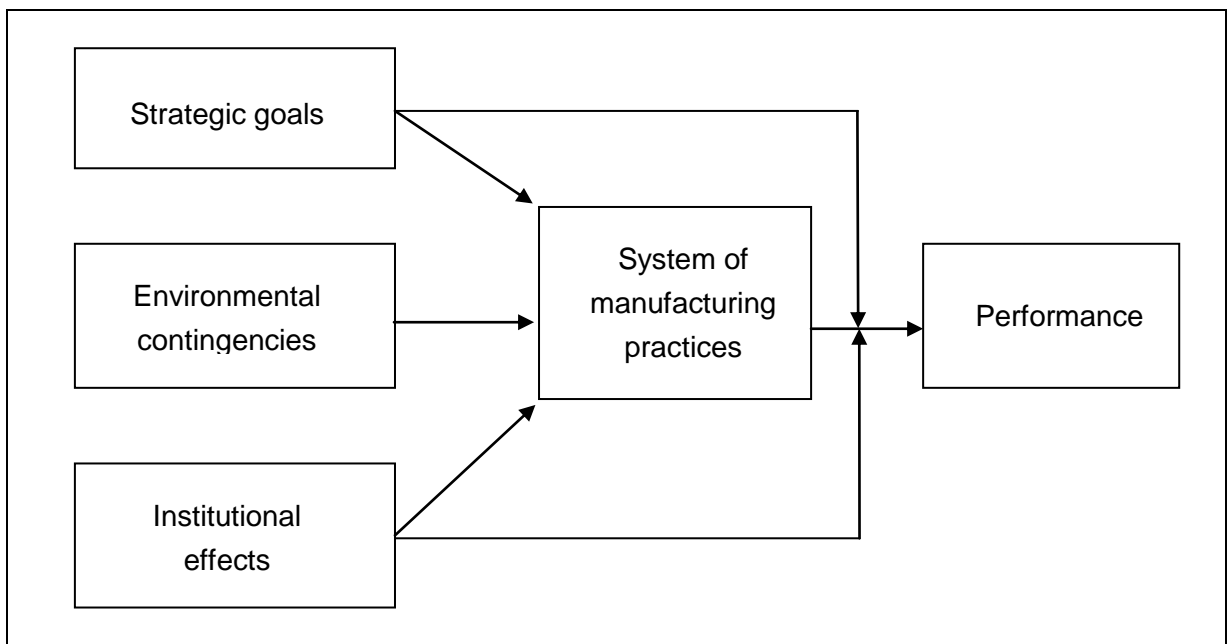 Strategic goals
Environmental
contingencies
Institutional
effects
System of
manufacturing
practices
Performance